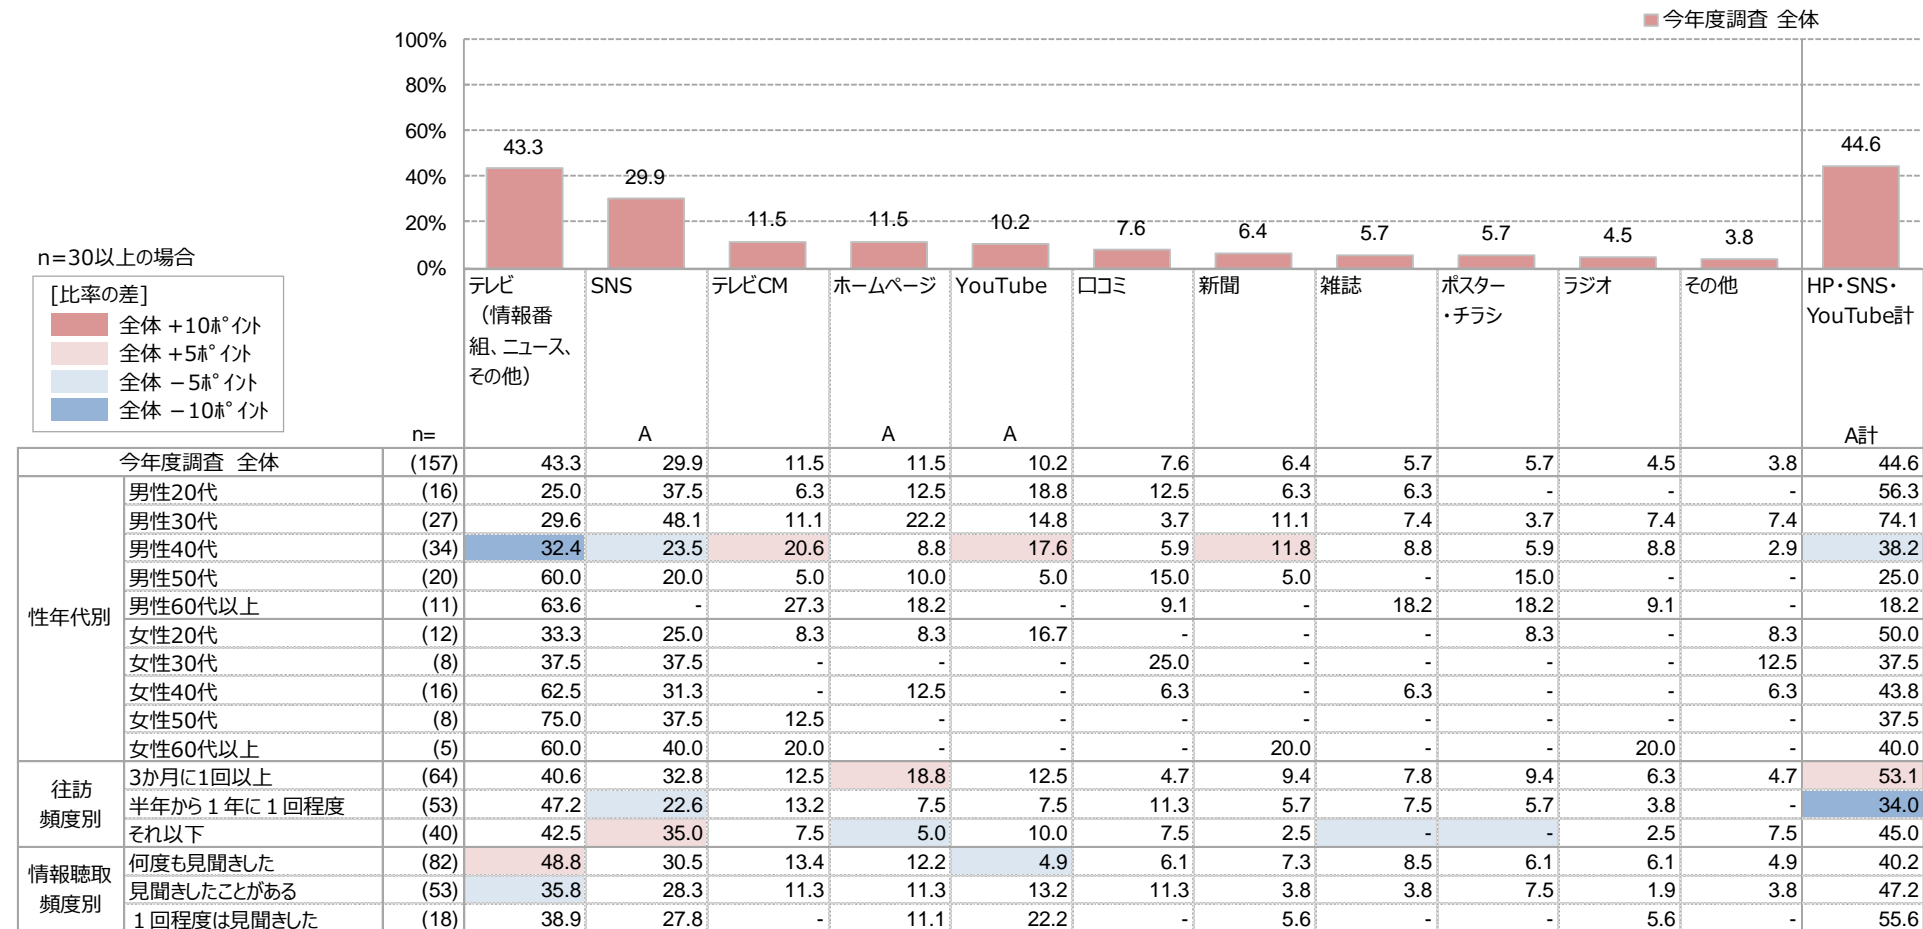 今年度調査 全体
100%
80%
60%
40%
20%
0%
43.3 29.9 11.5 11.5 10.2 7.6 6.4 5.7 5.7 4.5 3.8 44.6
n=30以上の場合
[比率の差]
全体 +10ﾎﾟｲﾝﾄ
全体 +5ﾎﾟｲﾝﾄ
全体 －5ﾎﾟｲﾝﾄ
全体 －10ﾎﾟｲﾝﾄ
テレビ
（情報番
組、ニュース、
その他）
SNS
テレビCM
ホームページ
YouTube
口コミ
新聞
雑誌
ポスター
・チラシ
ラジオ
その他
HP・SNS・
YouTube計
n= A A A A計
今年度調査 全体 (157) 43.3 29.9 11.5 11.5 10.2 7.6 6.4 5.7 5.7 4.5 3.8 44.6
性年代別
男性20代 (16) 25.0 37.5 6.3 12.5 18.8 12.5 6.3 6.3 - - - 56.3
男性30代 (27) 29.6 48.1 11.1 22.2 14.8 3.7 11.1 7.4 3.7 7.4 7.4 74.1
男性40代 (34) 32.4 23.5 20.6 8.8 17.6 5.9 11.8 8.8 5.9 8.8 2.9 38.2
男性50代 (20) 60.0 20.0 5.0 10.0 5.0 15.0 5.0 - 15.0 - - 25.0
男性60代以上 (11) 63.6 - 27.3 18.2 - 9.1 - 18.2 18.2 9.1 - 18.2
女性20代 (12) 33.3 25.0 8.3 8.3 16.7 - - - 8.3 - 8.3 50.0
女性30代 (8) 37.5 37.5 - - - 25.0 - - - - 12.5 37.5
女性40代 (16) 62.5 31.3 - 12.5 - 6.3 - 6.3 - - 6.3 43.8
女性50代 (8) 75.0 37.5 12.5 - - - - - - - - 37.5
女性60代以上 (5) 60.0 40.0 20.0 - - - 20.0 - - 20.0 - 40.0
往訪
頻度別
3か月に1回以上 (64) 40.6 32.8 12.5 18.8 12.5 4.7 9.4 7.8 9.4 6.3 4.7 53.1
半年から１年に１回程度 (53) 47.2 22.6 13.2 7.5 7.5 11.3 5.7 7.5 5.7 3.8 - 34.0
それ以下 (40) 42.5 35.0 7.5 5.0 10.0 7.5 2.5 - - 2.5 7.5 45.0
情報聴取
頻度別
何度も見聞きした (82) 48.8 30.5 13.4 12.2 4.9 6.1 7.3 8.5 6.1 6.1 4.9 40.2
見聞きしたことがある (53) 35.8 28.3 11.3 11.3 13.2 11.3 3.8 3.8 7.5 1.9 3.8 47.2
１回程度は見聞きした (18) 38.9 27.8 - 11.1 22.2 - 5.6 - - 5.6 - 55.6